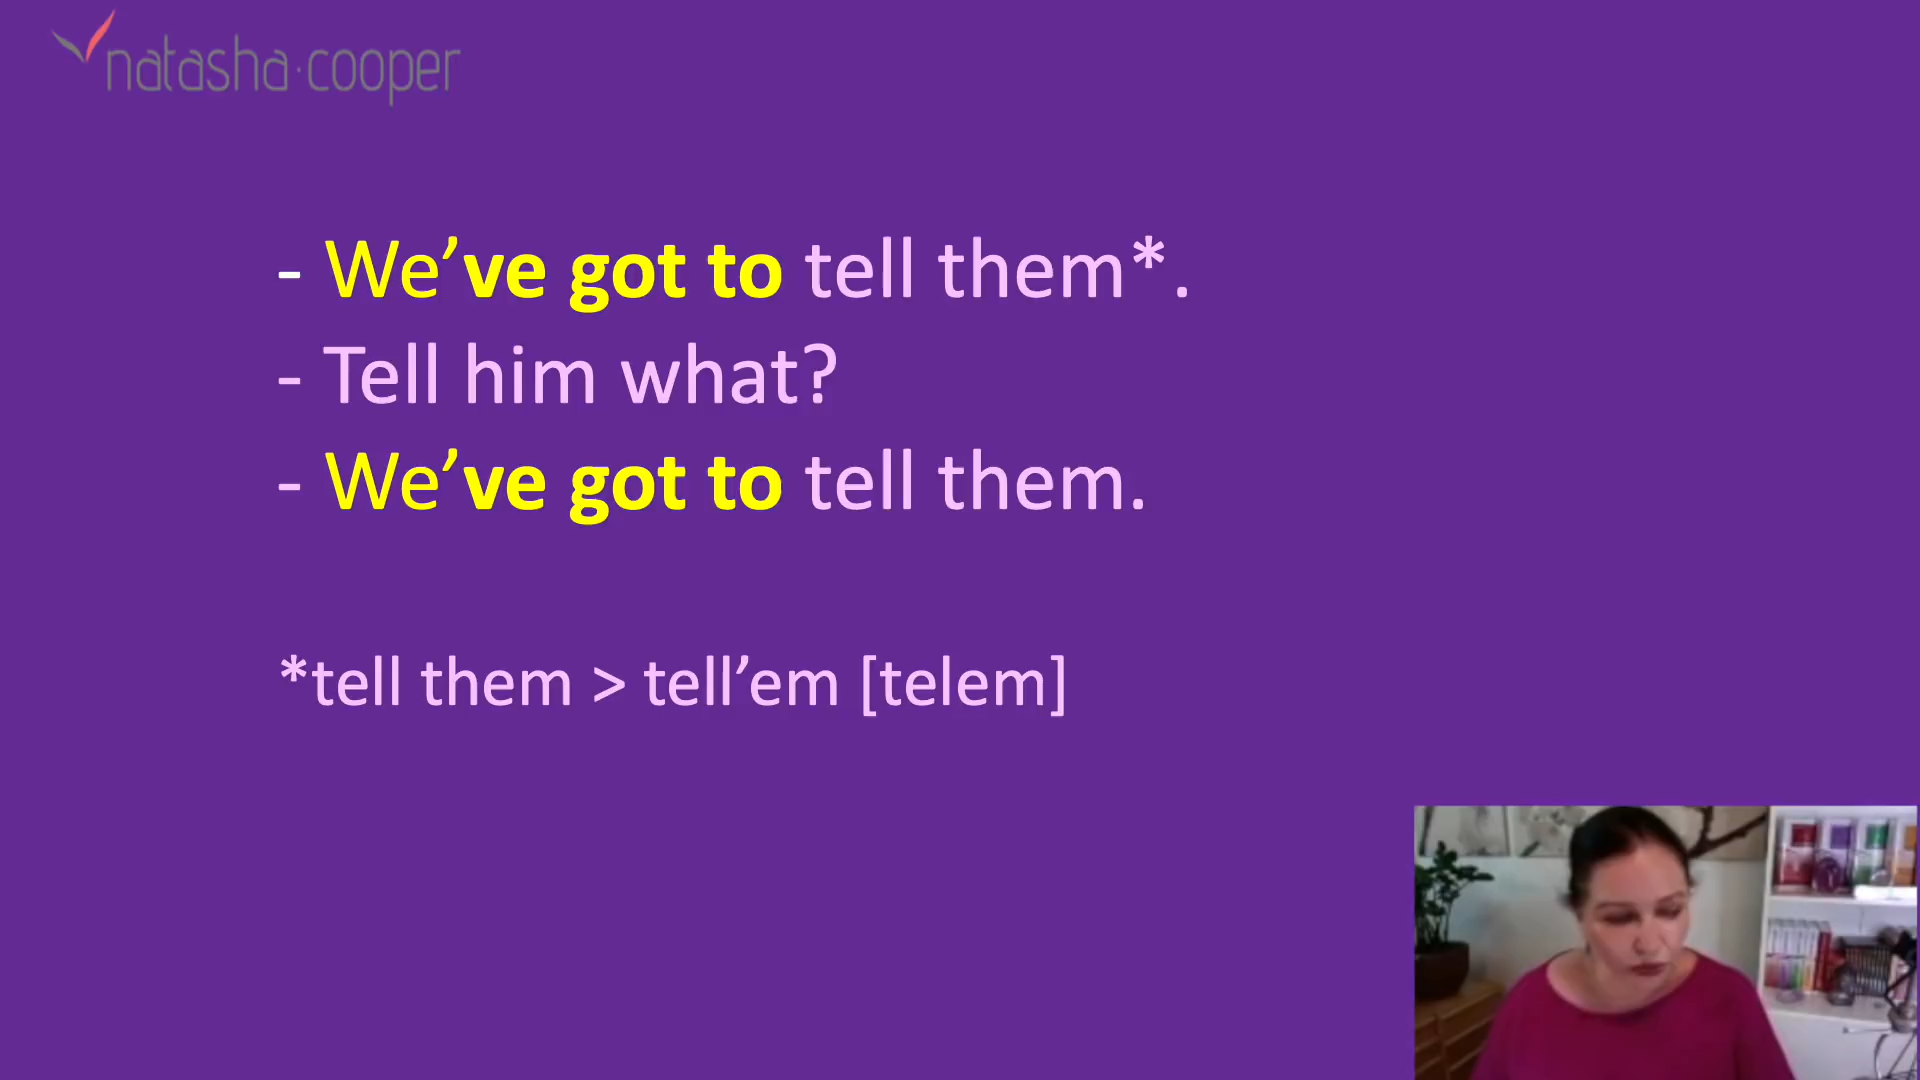 natasha·cooper
- We’ve got to tell them*.
- Tell him what?
- We’ve got to tell them.
*tell them > tell’em [telem]